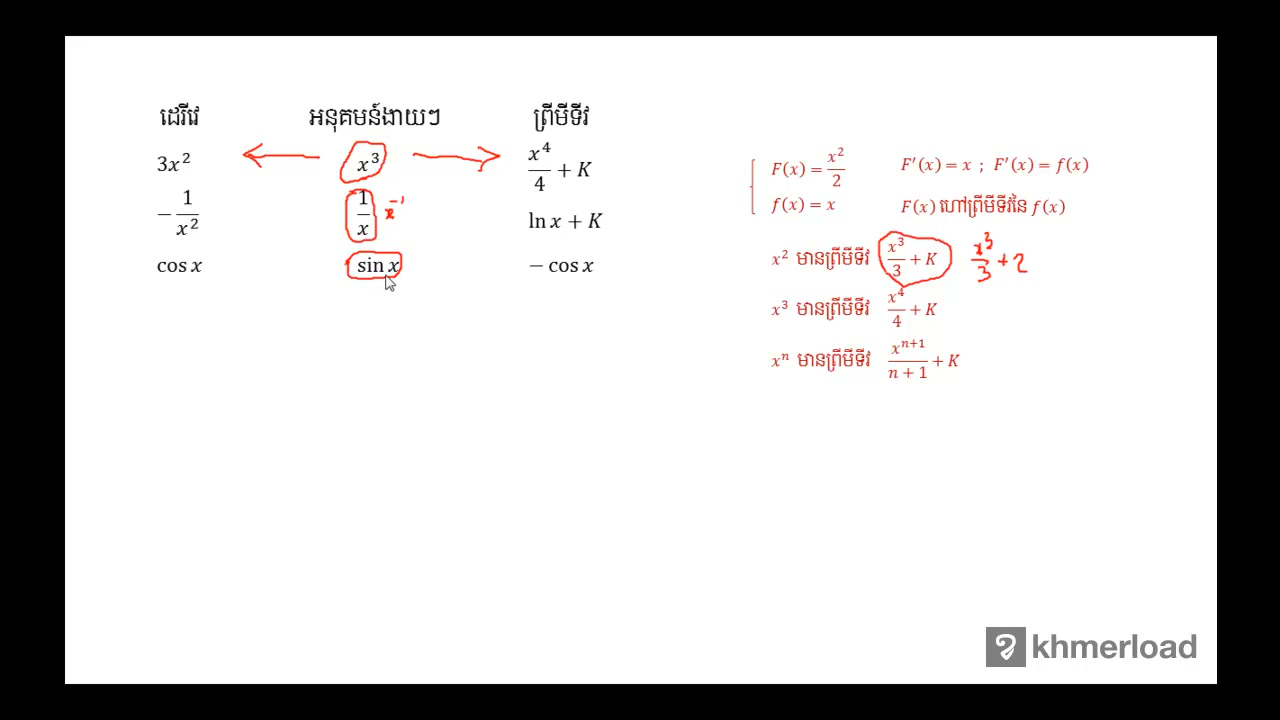 ដេរីវេ អនុគមន៍ងាយៗ ព្រីមីទីវ
3x² x³ x⁴/4 + K
−1/x² 1/x x⁻¹ ln x + K
cos x sin x − cos x
F(x) = x²/2 F′(x) = x ; F′(x) = f(x)
f(x) = x F(x) ហៅព្រីមីទីវនៃ f(x)
x² មានព្រីមីទីវ x³/3 + K x³/3 + 2
x³ មានព្រីមីទីវ x⁴/4 + K
xⁿ មានព្រីមីទីវ xⁿ⁺¹/n + 1 + K
khmerload